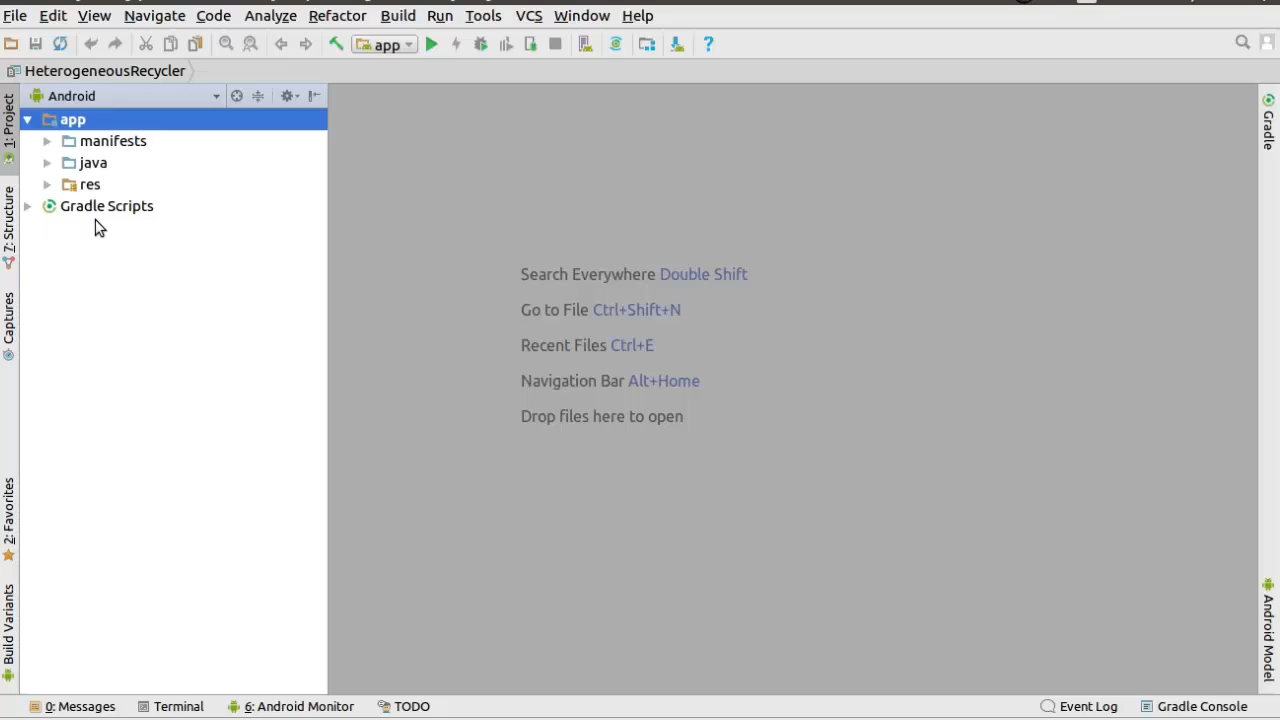 File Edit View Navigate Code Analyze Refactor Build Run Tools VCS Window Help
app
HeterogeneousRecycler
Android
1: Project
7: Structure
Captures
2: Favorites
Build Variants
app
manifests
java
res
Gradle Scripts
Search Everywhere Double Shift
Go to File Ctrl+Shift+N
Recent Files Ctrl+E
Navigation Bar Alt+Home
Drop files here to open
Gradle
Android Model
0: Messages Terminal 6: Android Monitor TODO Event Log Gradle Console